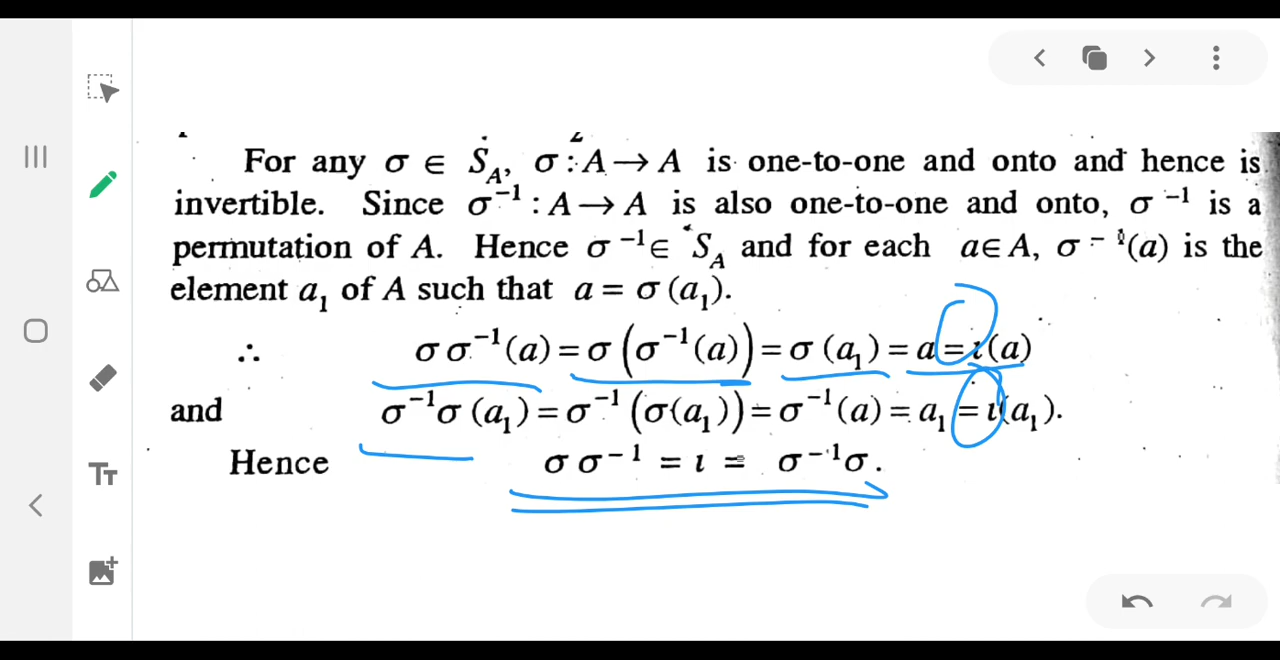 For any σ ∈ S_A, σ : A → A is one-to-one and onto and hence is
invertible. Since σ⁻¹ : A → A is also one-to-one and onto, σ⁻¹ is a
permutation of A. Hence σ⁻¹ ∈ S_A and for each a∈A, σ⁻¹(a) is the
element a₁ of A such that a = σ (a₁).
∴ σ σ⁻¹(a) = σ (σ⁻¹(a)) = σ (a₁) = a = ι(a)
and σ⁻¹σ (a₁) = σ⁻¹ (σ(a₁)) = σ⁻¹(a) = a₁ = ι(a₁).
Hence σ σ⁻¹ = ι = σ⁻¹σ.
TT